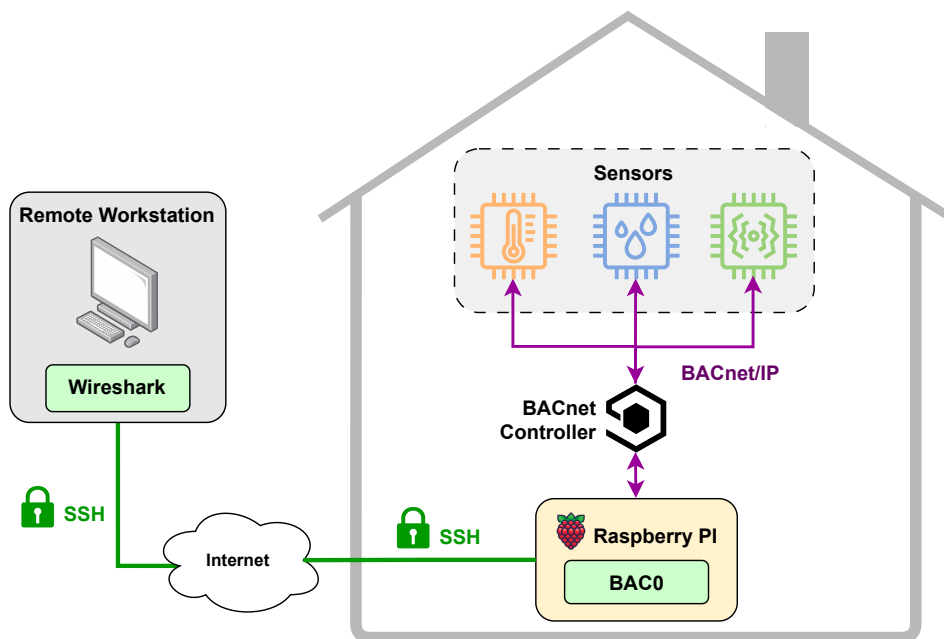 Sensors
Remote Workstation
Wireshark
BACnet/IP
BACnet
Controller
SSH
SSH
Internet
Raspberry PI
BAC0